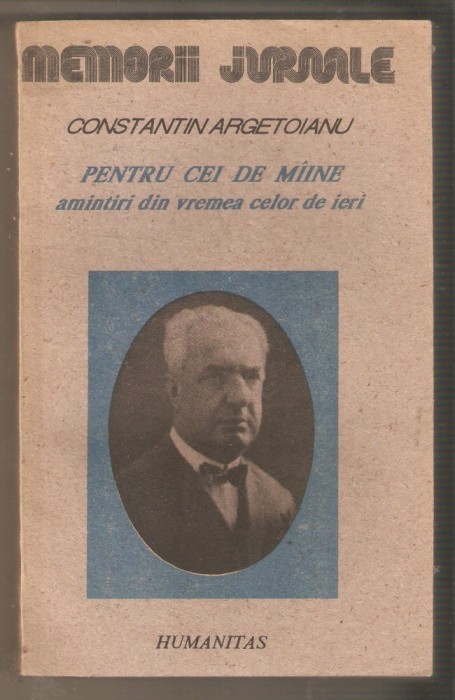 MEMORII JURNALE
CONSTANTIN ARGETOIANU
PENTRU CEI DE MÎINE
amintiri din vremea celor de ieri
HUMANITAS